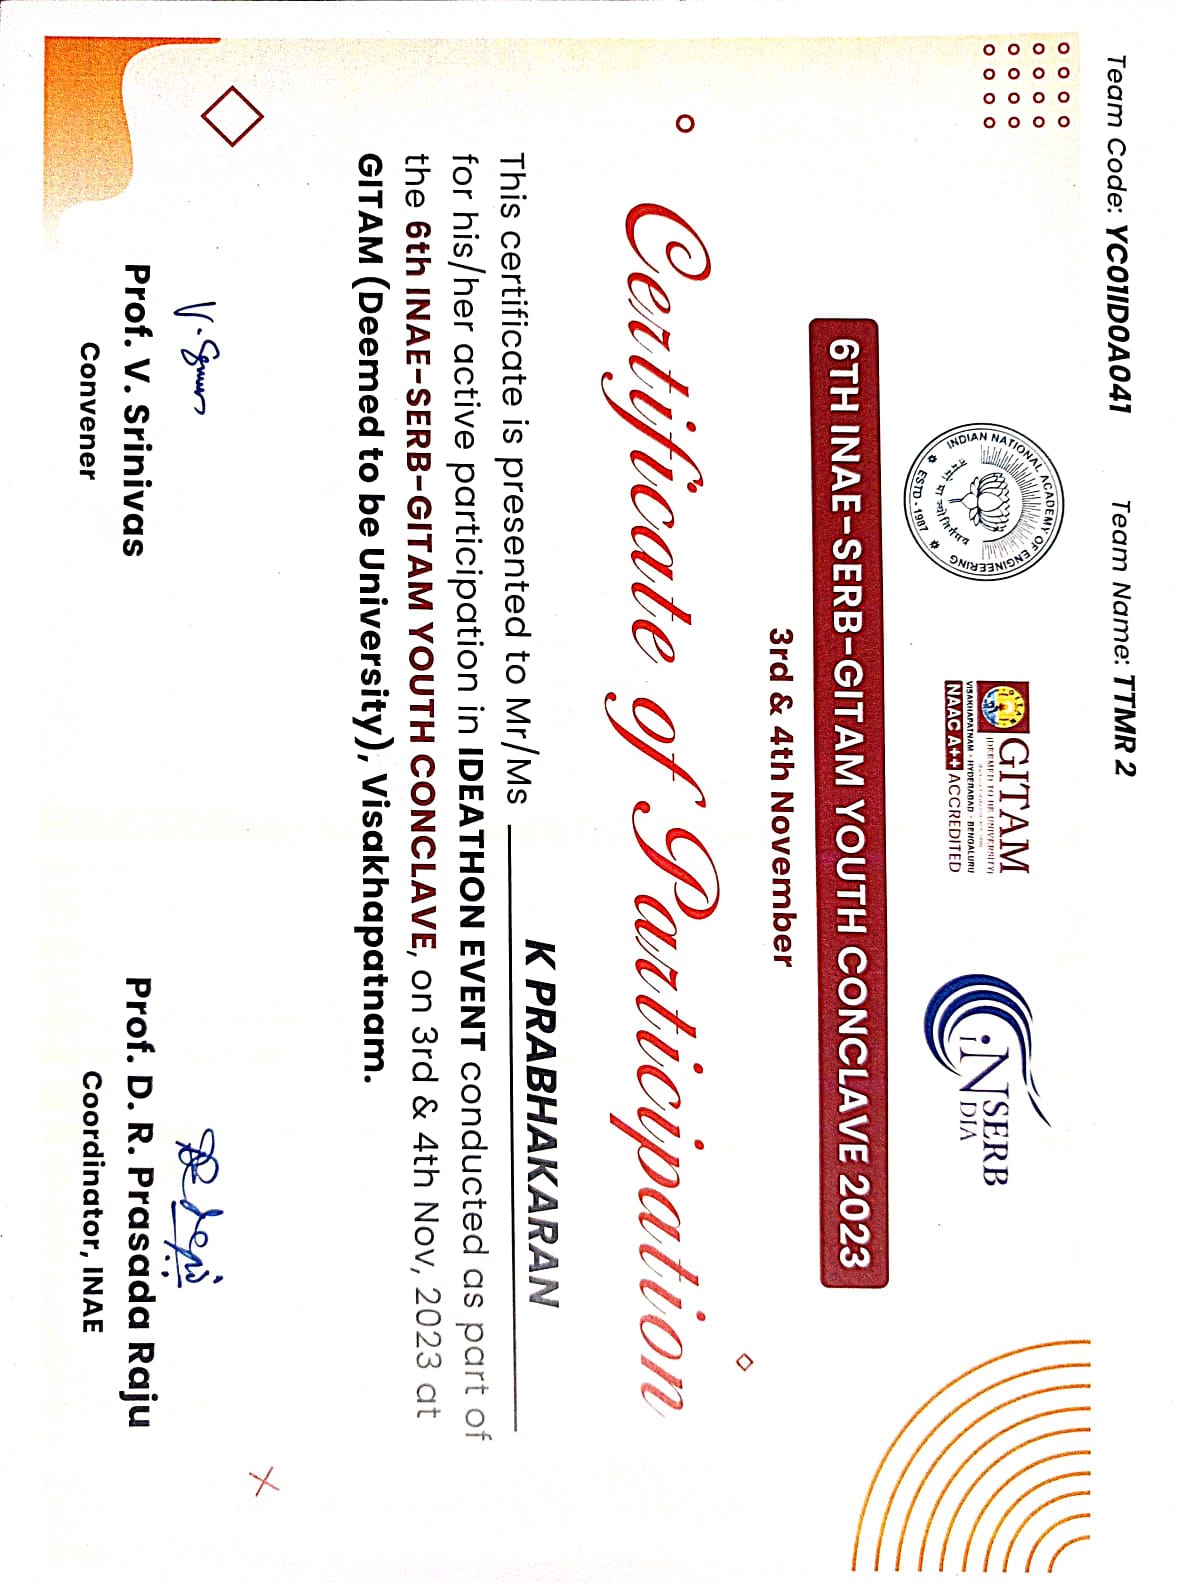 Team Code: YC01ID0A041 Team Name: TTMR 2
INDIAN NATIONAL ACADEMY OF ENGINEERING
तमसो मा ज्योतिर्गमय
ESTD - 1987
GITAM
(DEEMED TO BE UNIVERSITY)
VISAKHAPATNAM - HYDERABAD - BENGALURU
NAAC A++ ACCREDITED
iN SERB
DIA
6TH INAE-SERB-GITAM YOUTH CONCLAVE 2023
3rd & 4th November
Certificate of Participation
This certificate is presented to Mr/Ms K PRABHAKARAN
for his/her active participation in IDEATHON EVENT conducted as part of
the 6th INAE-SERB-GITAM YOUTH CONCLAVE, on 3rd & 4th Nov, 2023 at
GITAM (Deemed to be University), Visakhapatnam.
Prof. V. Srinivas
Convener
Prof. D. R. Prasada Raju
Coordinator, INAE